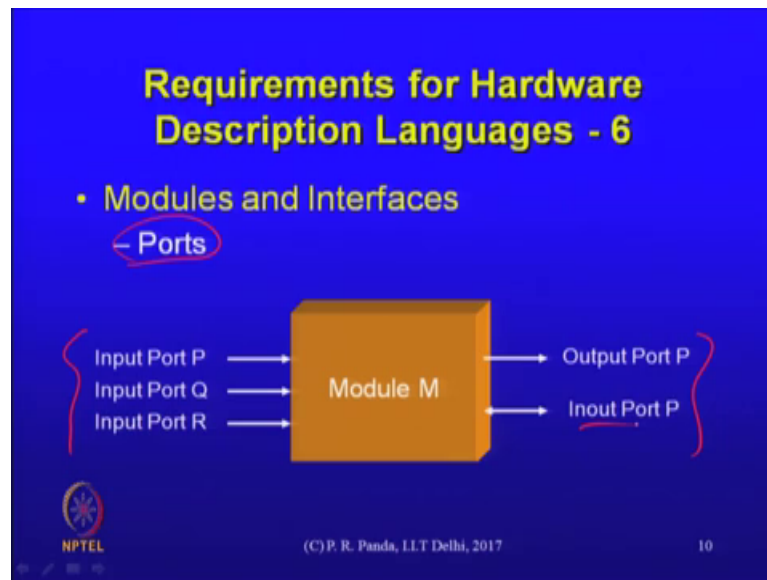 Requirements for Hardware
Description Languages - 6
• Modules and Interfaces
– Ports
Input Port P
Input Port Q
Input Port R
Module M
Output Port P
Inout Port P
NPTEL
(C) P. R. Panda, I.I.T Delhi, 2017
10